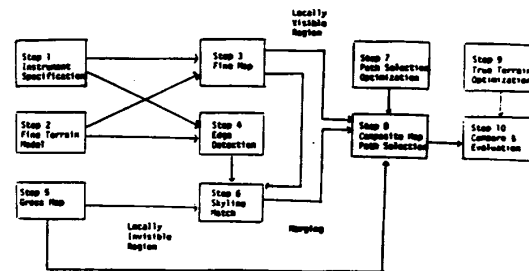 Locally
Visible
Region
Step 1
Instrument
Specification
Step 3
Fine Map
Step 7
Path Selection
Optimization
Step 9
True Terrain
Optimization
Step 2
Fine Terrain
Model
Step 4
Edge
Detection
Step 8
Composite Map
Path Selection
Step 10
Compare &
Evaluation
Step 5
Gross Map
Step 6
Skyline
Match
Locally
Invisible
Region
Merging